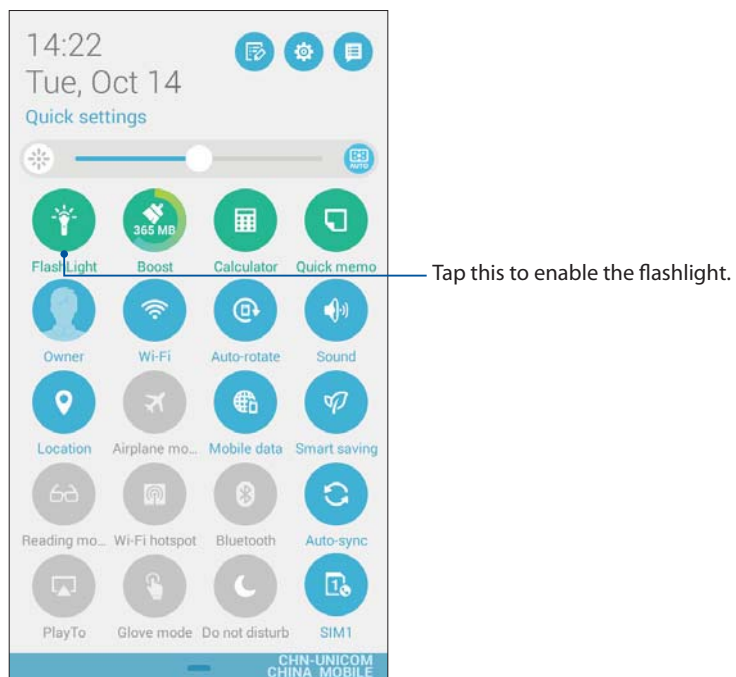 14:22
Tue, Oct 14
Quick settings
AUTO
365 MB
FlashLight Boost Calculator Quick memo
Tap this to enable the flashlight.
Owner Wi-Fi Auto-rotate Sound
Location Airplane mo... Mobile data Smart saving
Reading mo... Wi-Fi hotspot Bluetooth Auto-sync
1
PlayTo Glove mode Do not disturb SIM1
CHN-UNICOM
CHINA MOBILE